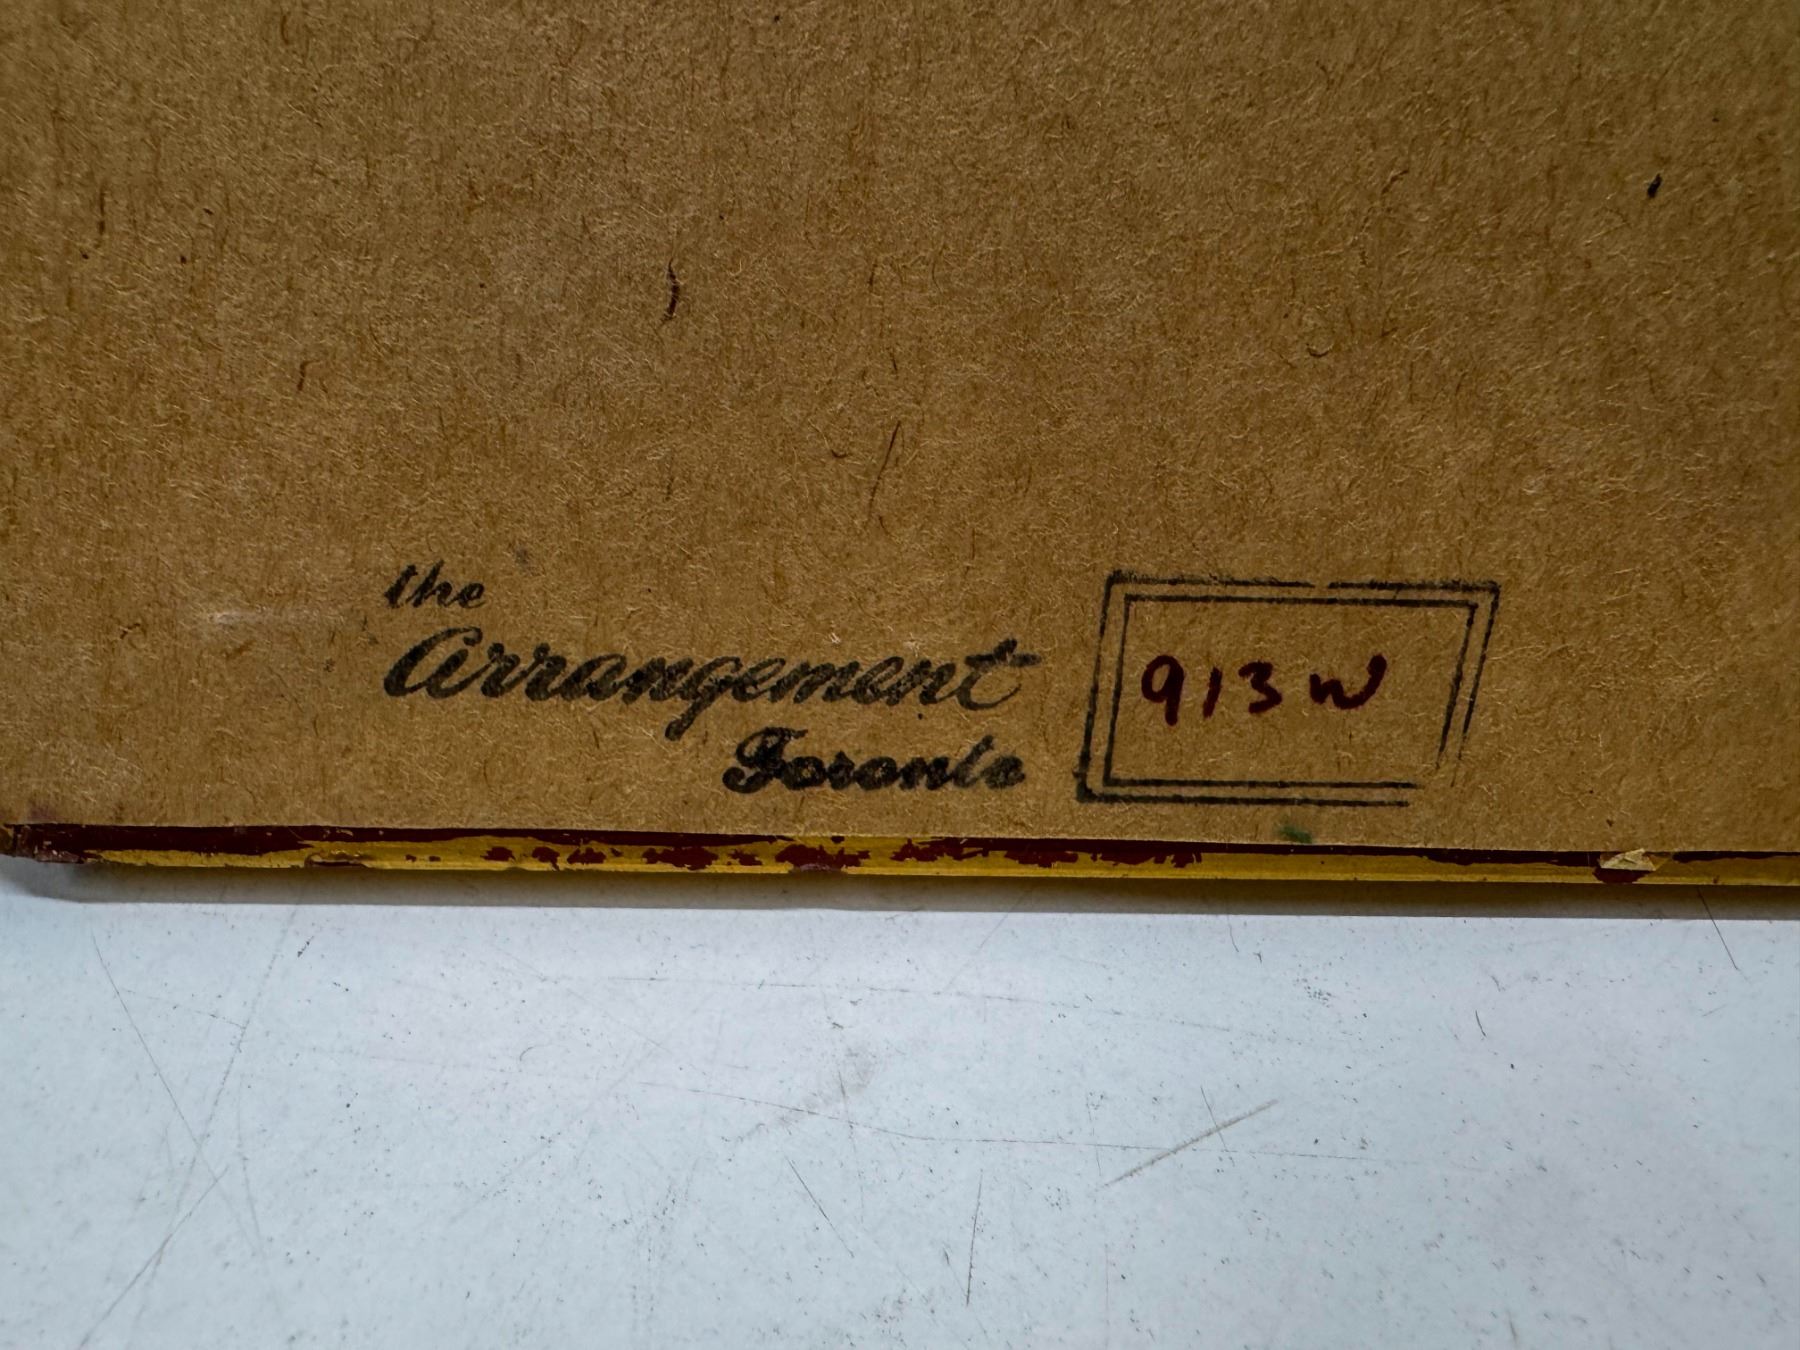 the
Arrangement
Toronto
913W